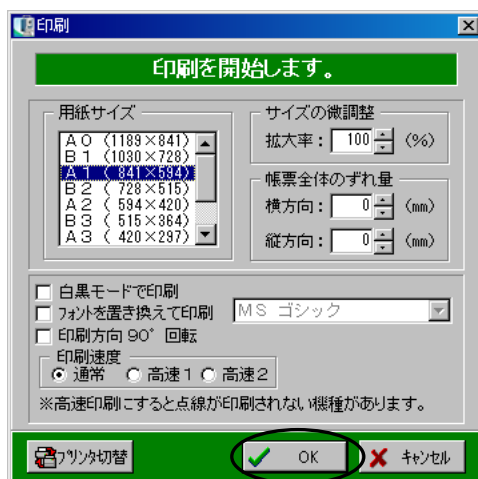 印刷
印刷を開始します。
用紙サイズ
A0 (1189×841)
B1 (1030×728)
A1 ( 841×594)
B2 ( 728×515)
A2 ( 594×420)
B3 ( 515×364)
A3 ( 420×297)
サイズの微調整
拡大率： 100 (%)
帳票全体のずれ量
横方向： 0 (mm)
縦方向： 0 (mm)
白黒モードで印刷
フォントを置き換えて印刷 MS ゴシック
印刷方向 90° 回転
印刷速度
通常 高速1 高速2
※高速印刷にすると点線が印刷されない機種があります。
プリンタ切替 OK キャンセル